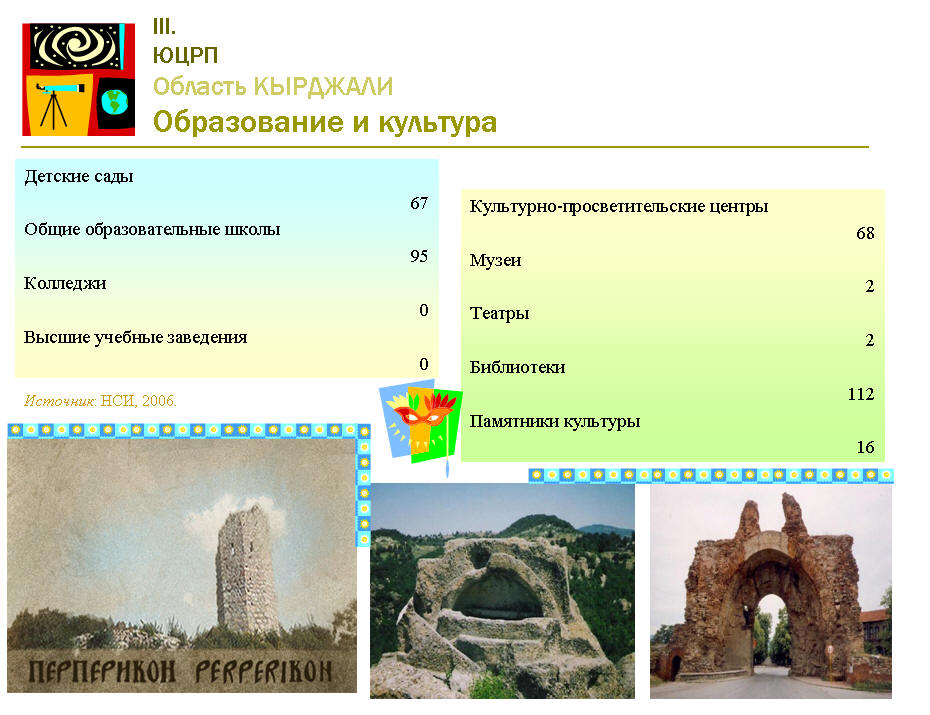 III.
ЮЦРП
Область КЫРДЖАЛИ
Образование и культура
Детские сады
67
Общие образовательные школы
95
Колледжи
0
Высшие учебные заведения
0
Источник: НСИ, 2006.
Культурно-просветительские центры
68
Музеи
2
Театры
2
Библиотеки
112
Памятники культуры
16
ПЕРПЕРИКОН PERPERIKON